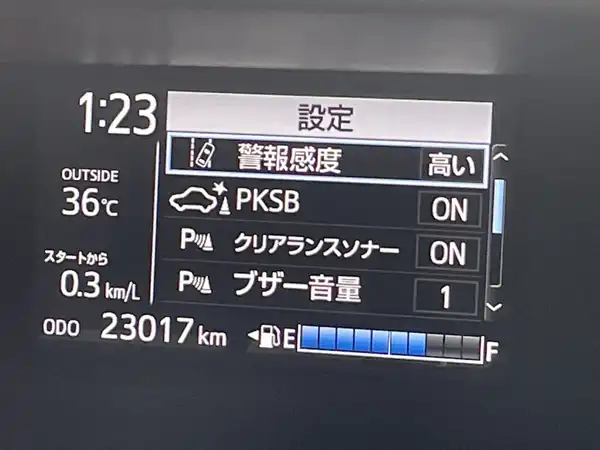 1:23
設定
警報感度 高い
OUTSIDE
36℃
PKSB ON
P クリアランスソナー ON
スタートから
0.3 km/L
P ブザー音量 1
ODO 23017 km
E F